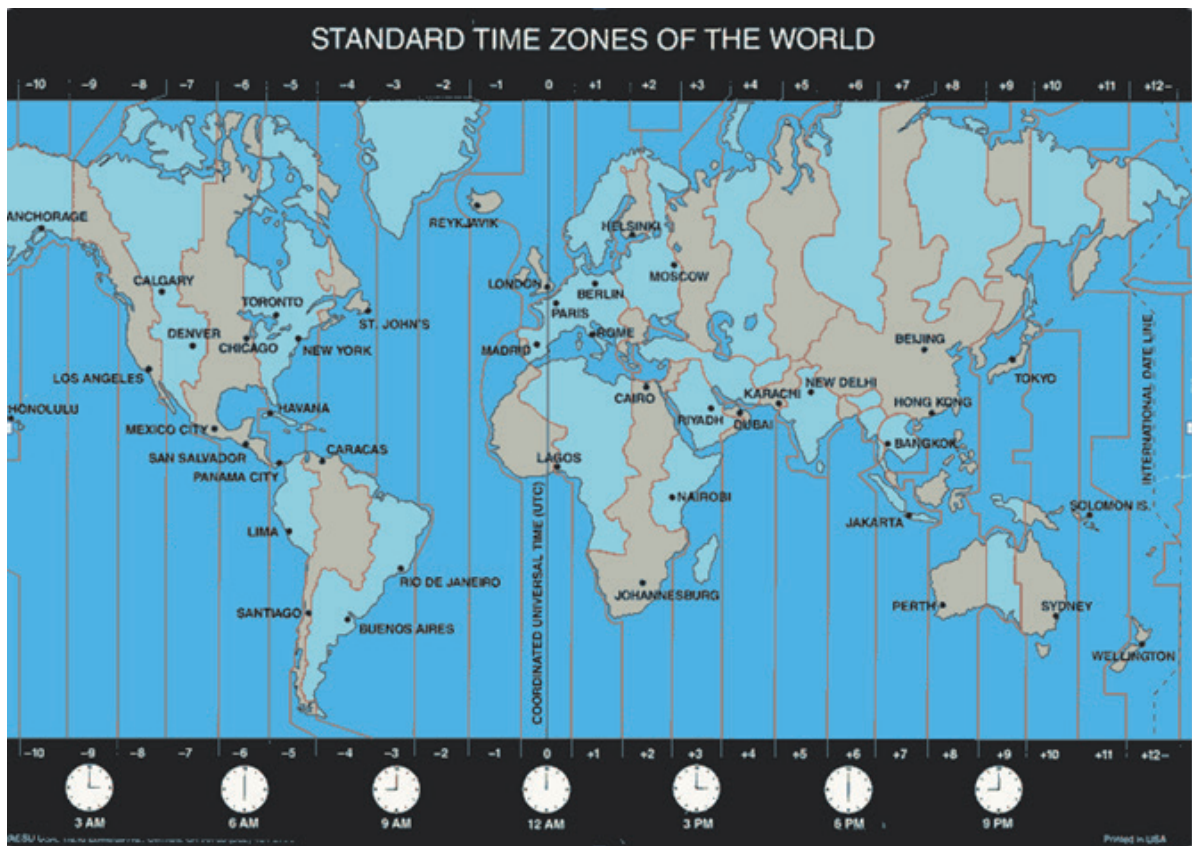 STANDARD TIME ZONES OF THE WORLD
-10 -9 -8 -7 -6 -5 -4 -3 -2 -1 0 +1 +2 +3 +4 +5 +6 +7 +8 +9 +10 +11 +12
REYKJAVIK
ANCHORAGE
HELSINKI
MOSCOW
CALGARY
LONDON
BERLIN
TORONTO
PARIS
ST. JOHN'S
DENVER
ROME
CHICAGO
NEW YORK
MADRID
BEIJING
TOKYO
LOS ANGELES
NEW DELHI
KARACHI
CAIRO
HONOLULU
HAVANA
RIYADH
DUBAI
HONG KONG
MEXICO CITY
BANGKOK
CARACAS
SAN SALVADOR
LAGOS
PANAMA CITY
NAIROBI
SOLOMON IS.
JAKARTA
LIMA
RIO DE JANEIRO
JOHANNESBURG
PERTH
SYDNEY
SANTIAGO
BUENOS AIRES
WELLINGTON
COORDINATED UNIVERSAL TIME (UTC)
INTERNATIONAL DATE LINE
-10 -9 -8 -7 -6 -5 -4 -3 -2 -1 0 +1 +2 +3 +4 +5 +6 +7 +8 +9 +10 +11 +12
3 AM 6 AM 9 AM 12 AM 3 PM 6 PM 9 PM
Printed in USA